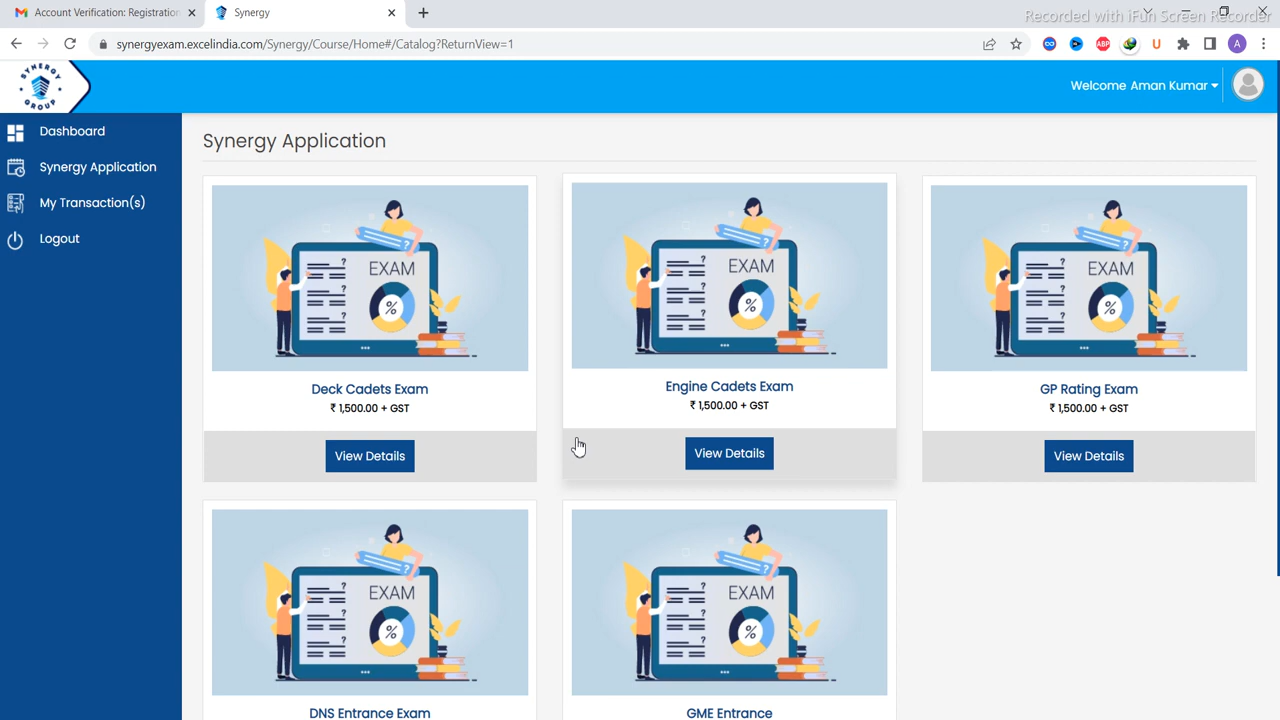 Account Verification: Registration
Synergy
Recorded with iFun Screen Recorder
synergyexam.excelindia.com/Synergy/Course/Home#/Catalog?ReturnView=1
ABP
U
A
SYNERGY
GROUP
Welcome Aman Kumar
Dashboard
Synergy Application
My Transaction(s)
Logout
Synergy Application
EXAM
%
EXAM
%
EXAM
%
Deck Cadets Exam
₹ 1,500.00 + GST
View Details
Engine Cadets Exam
₹ 1,500.00 + GST
View Details
GP Rating Exam
₹ 1,500.00 + GST
View Details
EXAM
%
EXAM
%
DNS Entrance Exam
GME Entrance